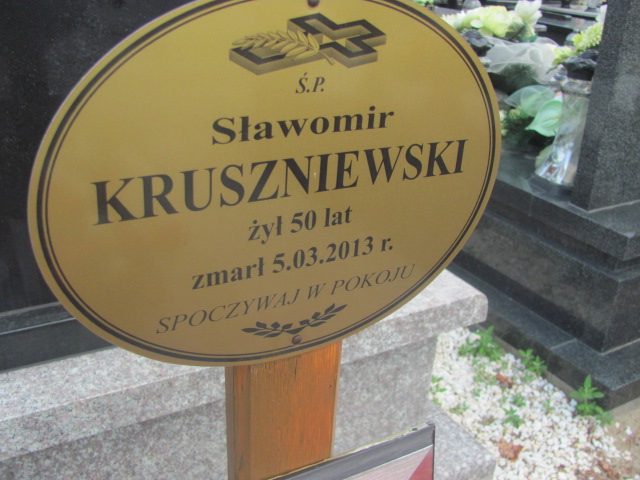 Ś.P.
Sławomir
KRUSZNIEWSKI
żył 50 lat
zmarł 5.03.2013 r.
SPOCZYWAJ W POKOJU